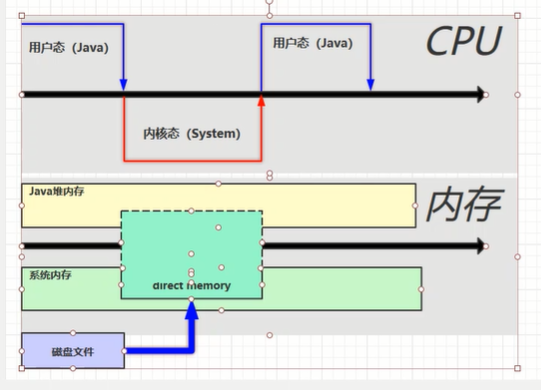 CPU
用户态（Java）
用户态（Java）
内核态（System）
Java堆内存
内存
系统内存
direct memory
磁盘文件